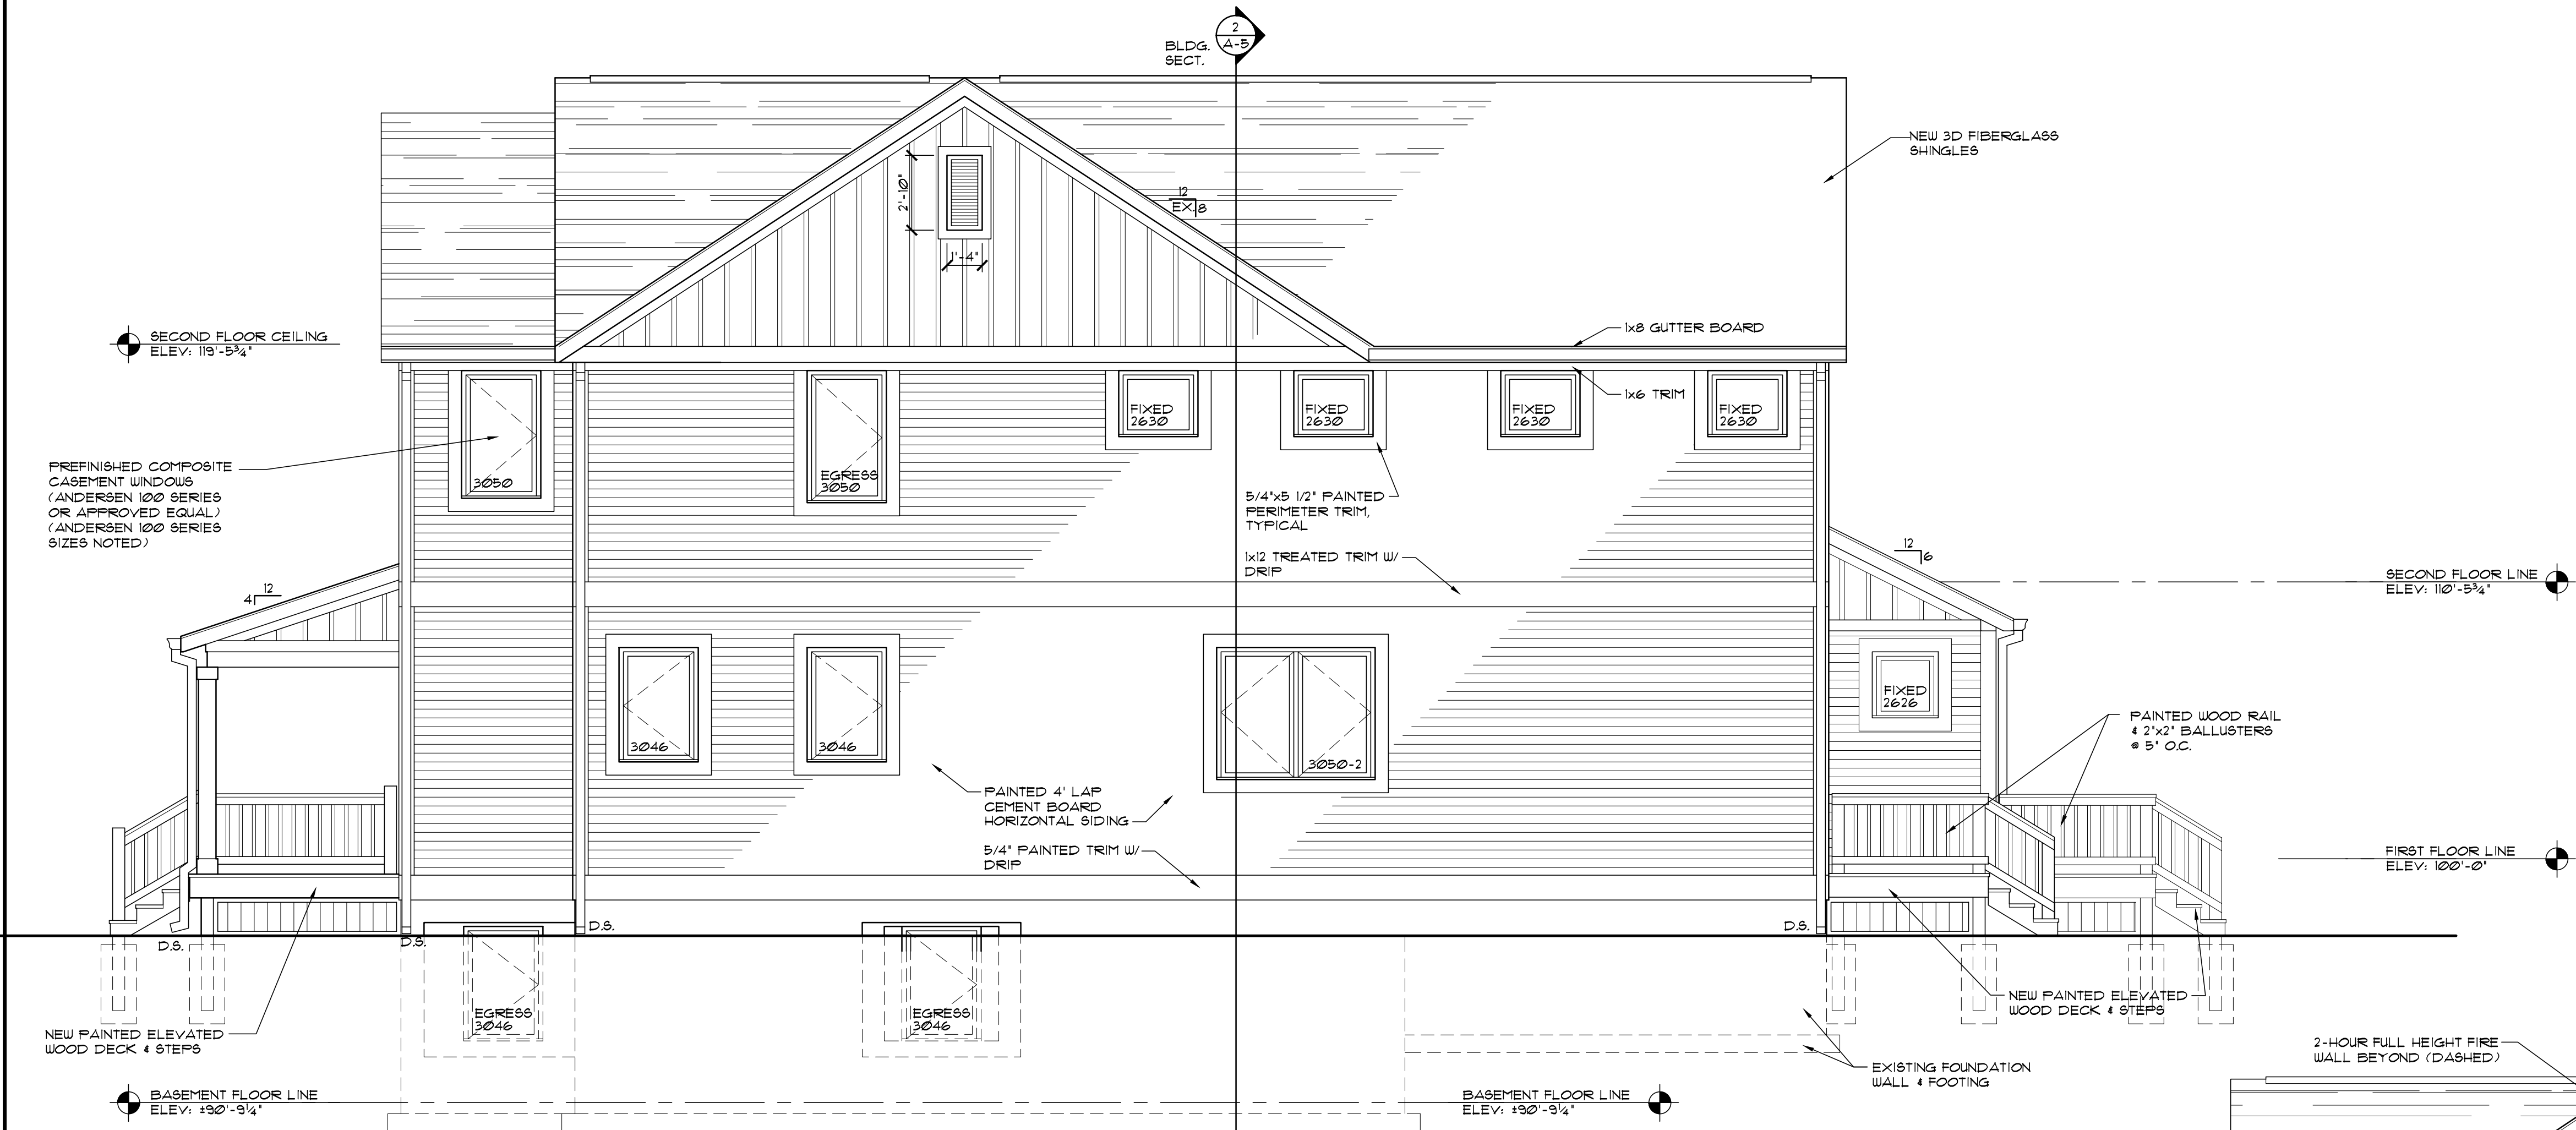 2
A-5
BLDG.
SECT.
NEW 3D FIBERGLASS
SHINGLES
2'-10"
1'-4"
12
EX. 8
SECOND FLOOR CEILING
ELEV: 119'-5¾"
1x8 GUTTER BOARD
1x6 TRIM
FIXED
2630
FIXED
2630
FIXED
2630
FIXED
2630
PREFINISHED COMPOSITE
CASEMENT WINDOWS
(ANDERSEN 100 SERIES
OR APPROVED EQUAL)
(ANDERSEN 100 SERIES
SIZES NOTED)
3050
EGRESS
3050
5/4"x5 1/2" PAINTED
PERIMETER TRIM,
TYPICAL
1x12 TREATED TRIM W/
DRIP
12
6
12
4
SECOND FLOOR LINE
ELEV: 110'-5¾"
FIXED
2626
3046
3046
3050-2
PAINTED WOOD RAIL
& 2"x2" BALLUSTERS
@ 5" O.C.
PAINTED 4' LAP
CEMENT BOARD
HORIZONTAL SIDING
5/4" PAINTED TRIM W/
DRIP
FIRST FLOOR LINE
ELEV: 100'-0"
D.S.
D.S.
D.S.
D.S.
EGRESS
3046
EGRESS
3046
NEW PAINTED ELEVATED
WOOD DECK & STEPS
NEW PAINTED ELEVATED
WOOD DECK & STEPS
EXISTING FOUNDATION
WALL & FOOTING
2-HOUR FULL HEIGHT FIRE
WALL BEYOND (DASHED)
BASEMENT FLOOR LINE
ELEV: ±90'-9¼"
BASEMENT FLOOR LINE
ELEV: ±90'-9¼"